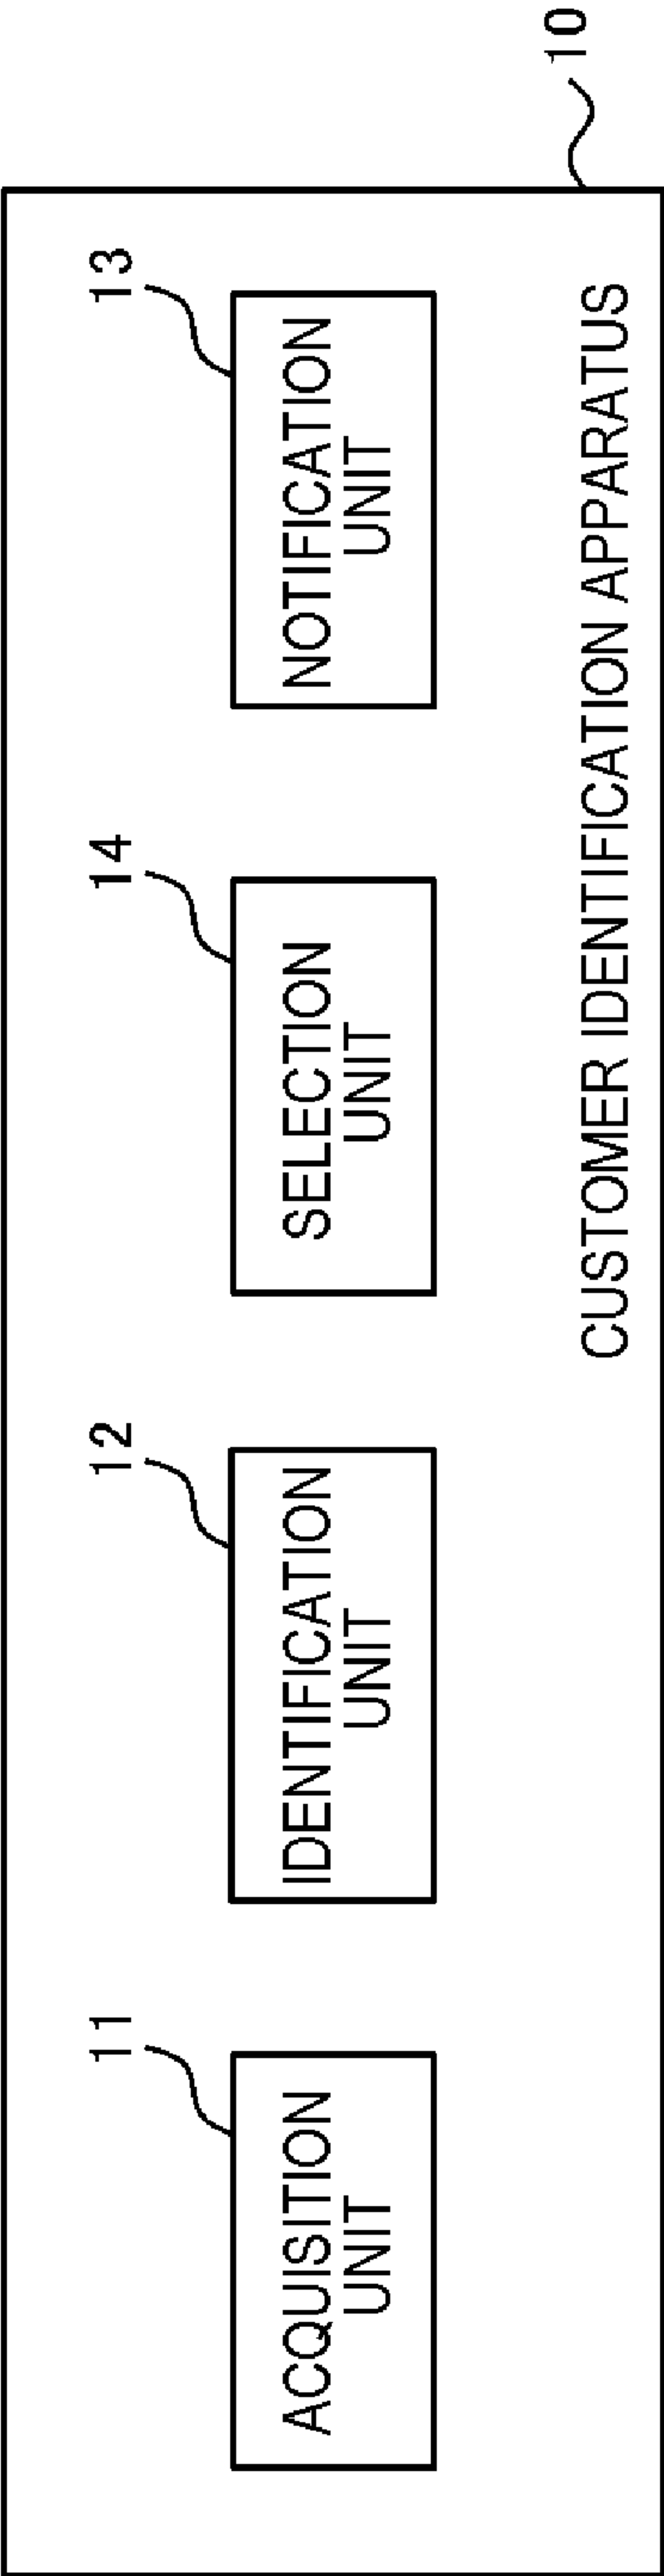 11
ACQUISITION
UNIT
12
IDENTIFICATION
UNIT
14
SELECTION
UNIT
13
NOTIFICATION
UNIT
CUSTOMER IDENTIFICATION APPARATUS
10